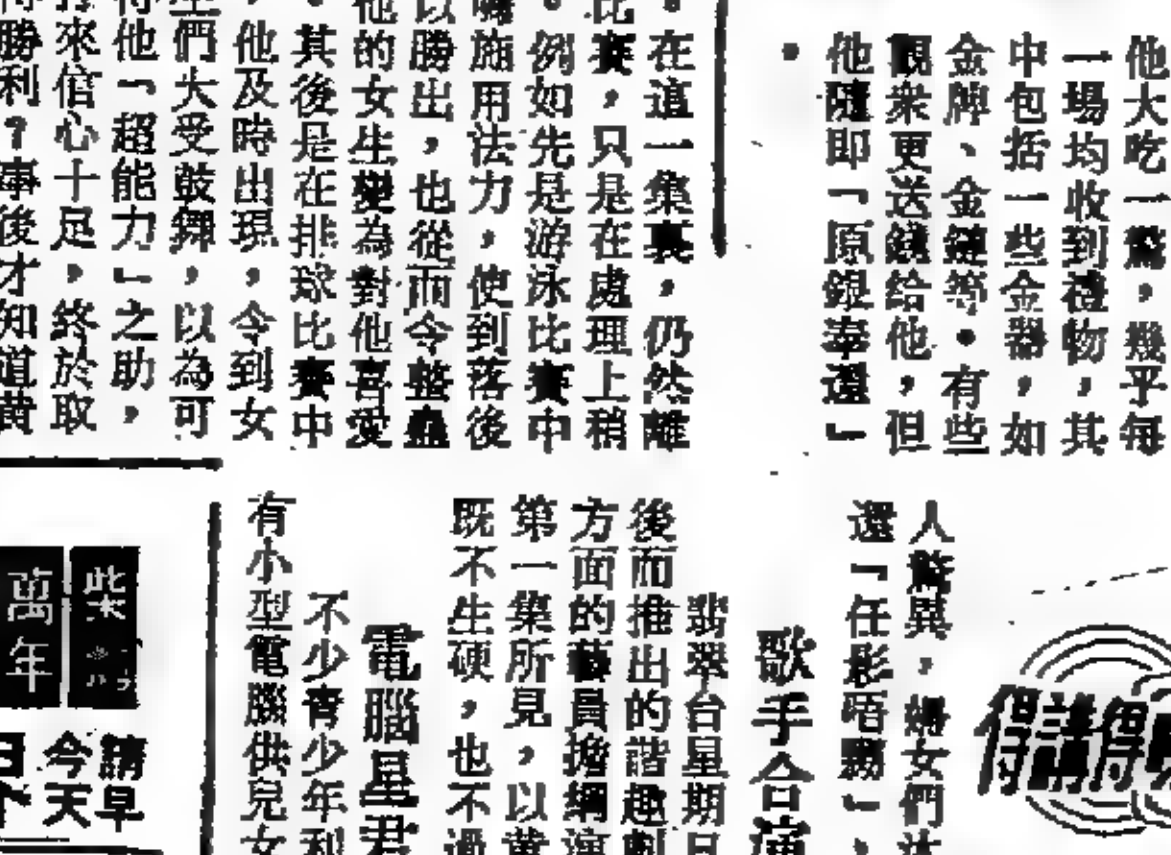 他大吃一驚,幾乎每
一場均收到禮物,其
中包括一些金器,如
金牌、金鏈等。有些
觀衆更送錢给他,但
他隨即「原銀奉還」
。
。在這一集裏,仍然離
比賽,只是在處理上稍
。例如先是游泳比賽中
施用法力,使到落後
以勝出,也從而令整
他的女生變為對他喜愛
。其後是在排球比賽中
,他及時出現,令到女
生們大受鼓舞,以為可
得他「超能力」之助,
來信心十足,終於取
得勝利?事後才知道黄
得講
人驚異,女們
還「任影唔嬲」、
歌手合演
翡翠台星期日
後而推出的諧趣劇
方面的藝員擔綱演
第一集所見,以黄
既不生硬,也不過
電腦星君
不少青少年利
有小型電腦供兒女
柴
萬年
請早
今天